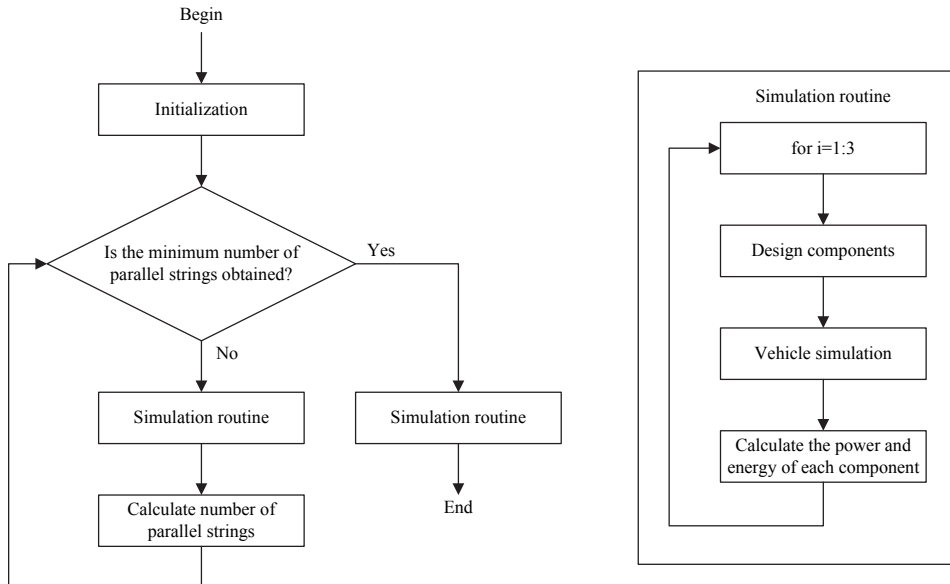 Begin
Initialization
Is the minimum number of
parallel strings obtained?
Yes
No
Simulation routine
Simulation routine
Calculate number of
parallel strings
End
Simulation routine
for i=1:3
Design components
Vehicle simulation
Calculate the power and
energy of each component